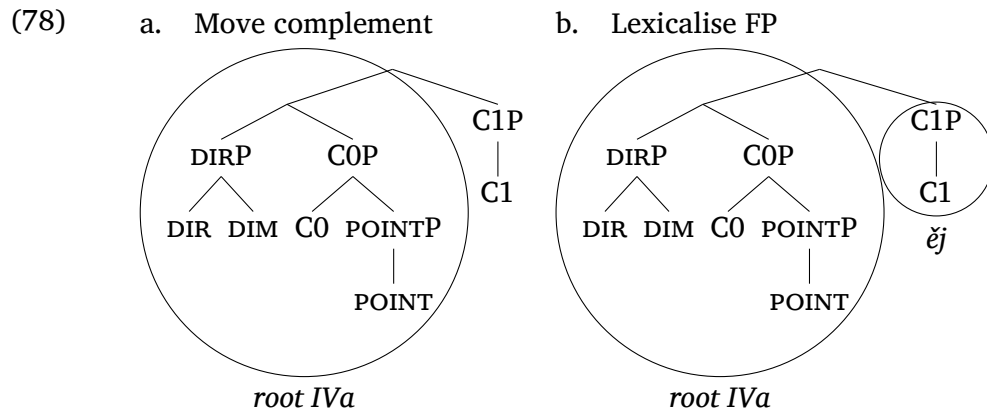 (78) a. Move complement b. Lexicalise FP
C1P C1P
DIRP C0P DIRP C0P
C1 C1
DIR DIM C0 POINTP DIR DIM C0 POINTP
ěj
POINT POINT
root IVa root IVa